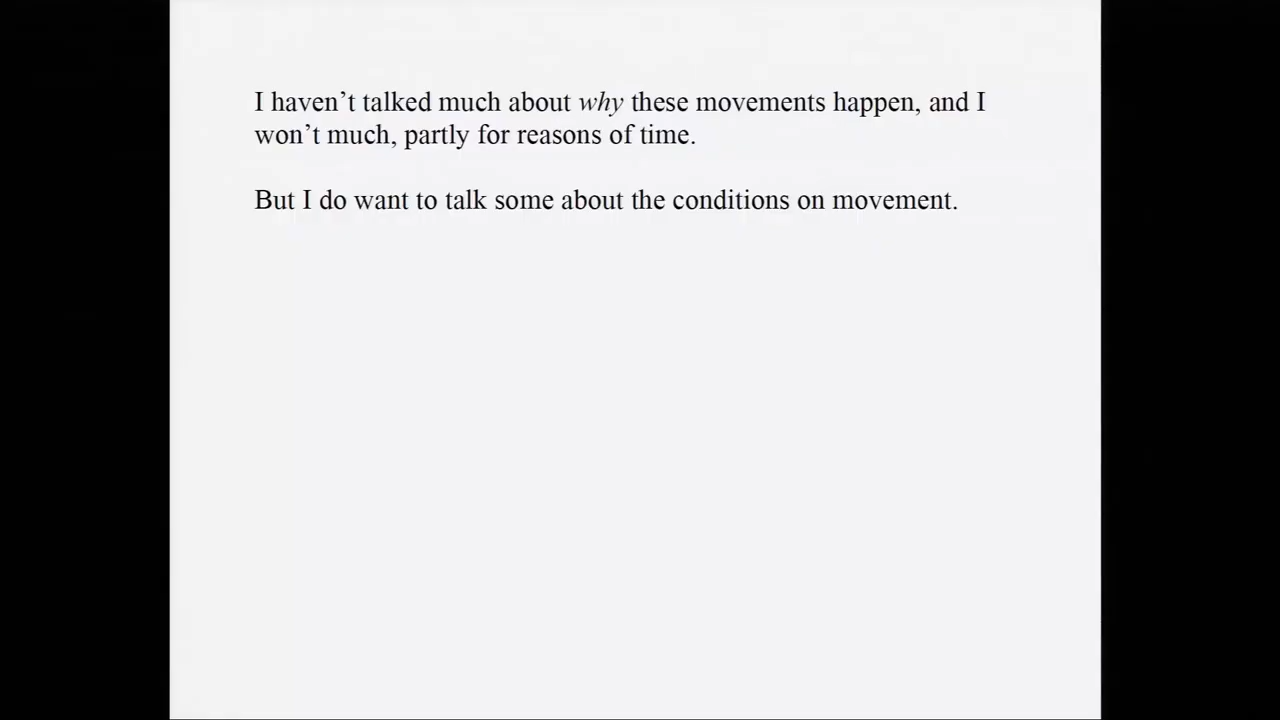 I haven’t talked much about why these movements happen, and I
won’t much, partly for reasons of time.
But I do want to talk some about the conditions on movement.